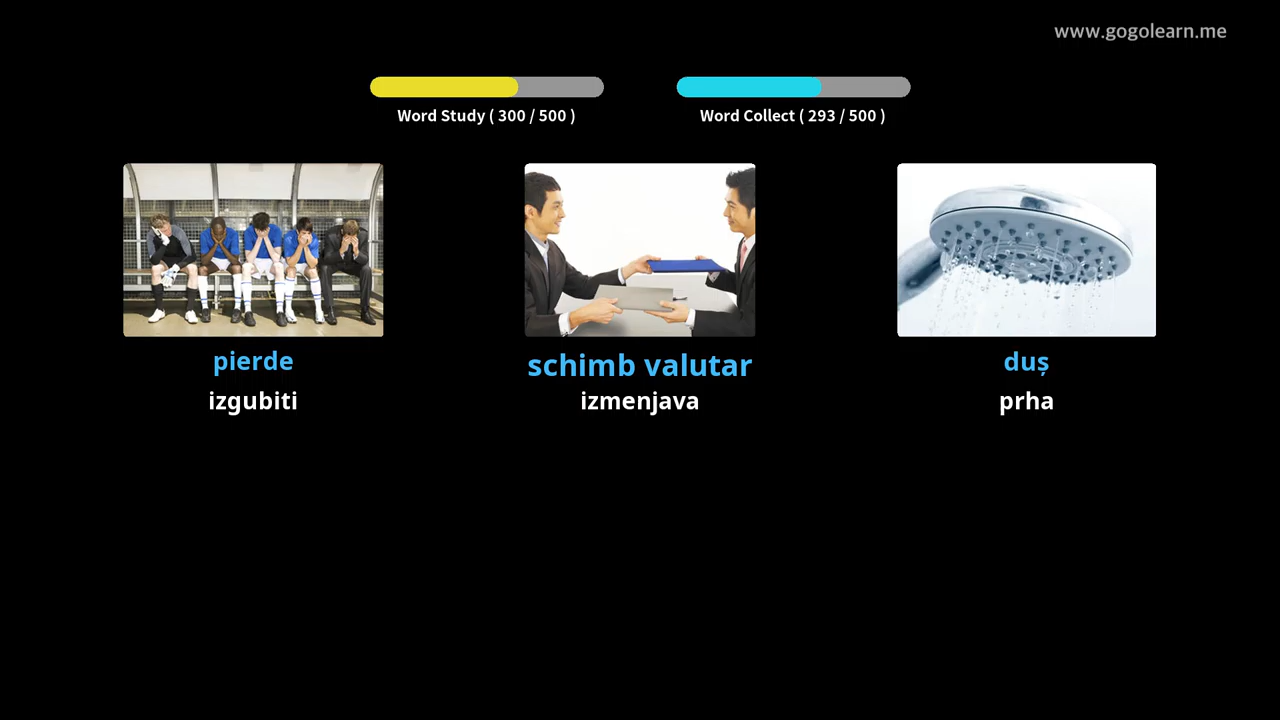 www.gogolearn.me
Word Study ( 300 / 500 )
Word Collect ( 293 / 500 )
pierde
schimb valutar
duș
izgubiti
izmenjava
prha